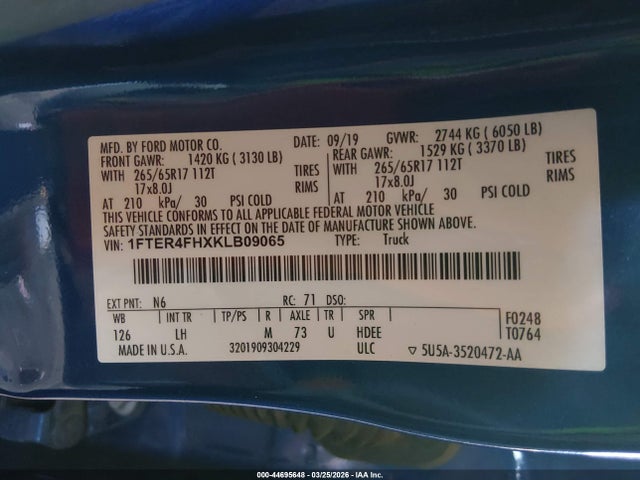 MFD. BY FORD MOTOR CO. DATE: 09/19 GVWR: 2744 KG ( 6050 LB)
FRONT GAWR: 1420 KG ( 3130 LB) REAR GAWR: 1529 KG ( 3370 LB)
WITH 265/65R17 112T TIRES WITH 265/65R17 112T TIRES
17x8.0J RIMS 17x8.0J RIMS
AT 210 kPa/ 30 PSI COLD AT 210 kPa/ 30 PSI COLD
THIS VEHICLE CONFORMS TO ALL APPLICABLE FEDERAL MOTOR VEHICLE
SAFETY STANDARDS IN EFFECT ON THE DATE OF MANUFACTURE SHOWN ABOVE.
VIN: 1FTER4FHXKLB09065 TYPE: Truck
EXT PNT: N6 RC: 71 DSO:
WB INT TR TP/PS R AXLE TR SPR F0248
126 LH M 73 U HDEE T0764
MADE IN U.S.A. 3201909304229 ULC ▽ 5U5A-3520472-AA
000-44695648 - 03/25/2026 - IAA Inc.